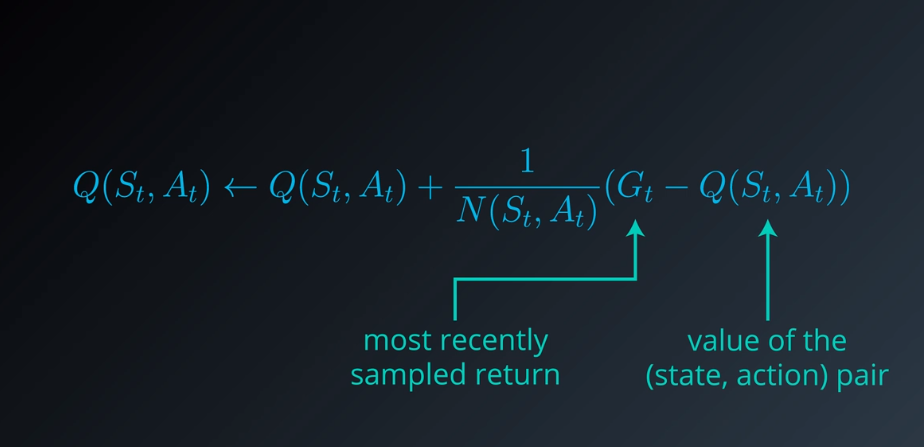 Q(S_t, A_t) ← Q(S_t, A_t) + \frac{1}{N(S_t, A_t)}(G_t − Q(S_t, A_t))
most recently
sampled return
value of the
(state, action) pair